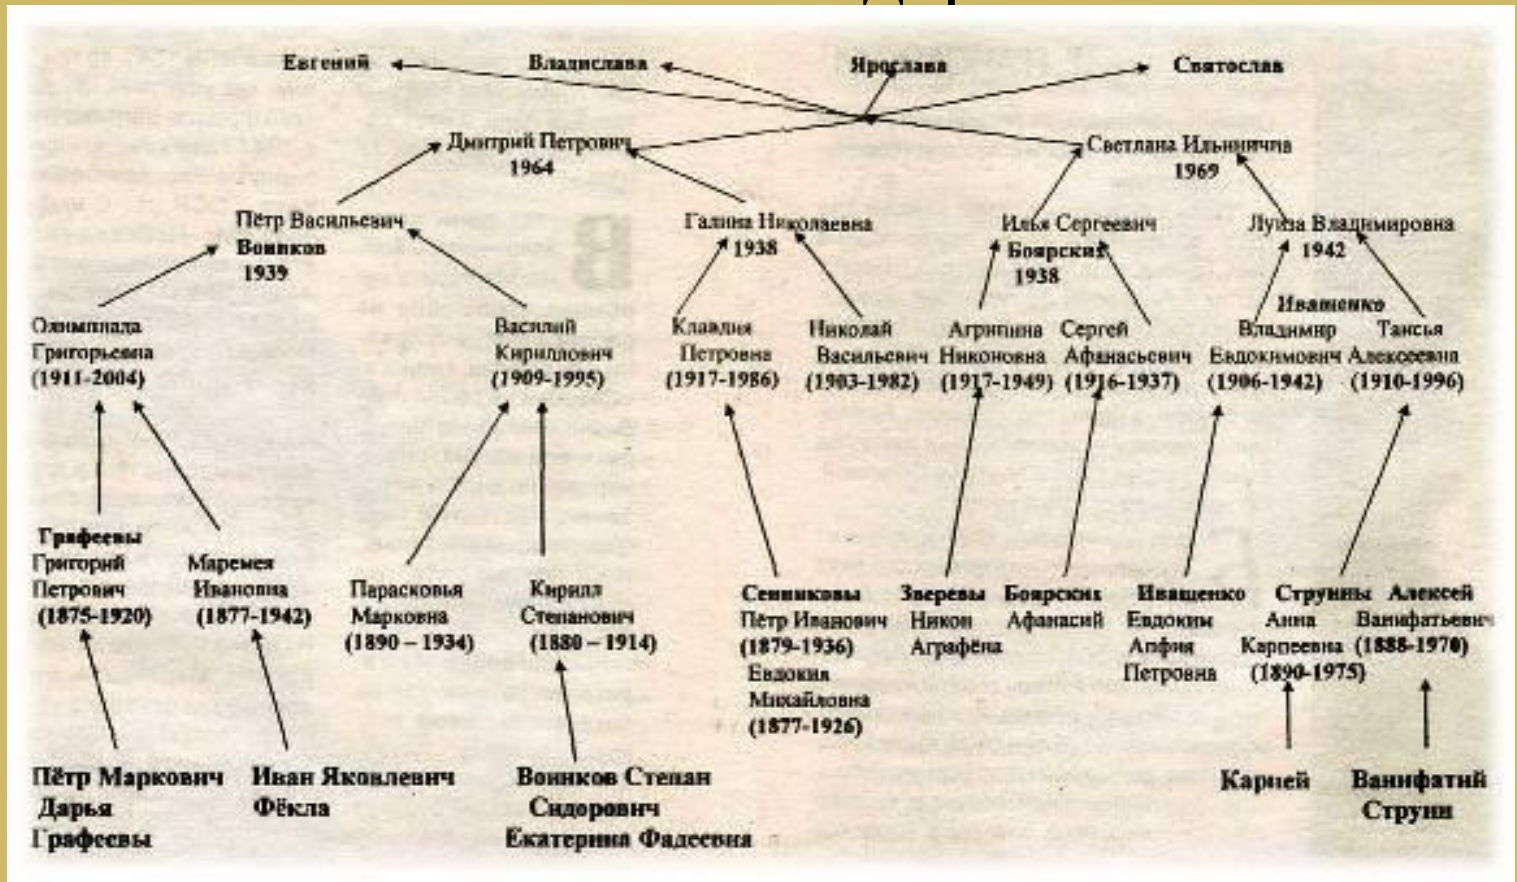 Евгений Владислава Ярослава Святослав
Дмитрий Петрович
1964
Светлана Ильинична
1969
Пётр Васильевич
Воинков
1939
Галина Николаевна
1938
Илья Сергеевич
Боярских
1938
Луиза Владимировна
1942
Олимпиада
Григорьевна
(1911-2004)
Василий
Кириллович
(1909-1995)
Клавдия
Петровна
(1917-1986)
Николай
Васильевич
(1903-1982)
Агрипина
Никоновна
(1917-1949)
Сергей
Афанасьевич
(1916-1937)
Иващенко
Владимир
Евдокимович
(1906-1942)
Таисья
Алексеевна
(1910-1996)
Графеевы
Григорий
Петрович
(1875-1920)
Маремея
Ивановна
(1877-1942)
Парасковья
Марковна
(1890 – 1934)
Кирилл
Степанович
(1880 – 1914)
Сенниковы
Пётр Иванович
(1879-1936)
Евдокия
Михайловна
(1877-1926)
Зверевы
Никон
Аграфёна
Боярских
Афанасий
Иващенко
Евдоким
Апфия
Петровна
Струнны
Анна
Карпеевна
(1890-1975)
Алексей
Ванифатьевич
(1888-1970)
Пётр Маркович
Дарья
Графеевы
Иван Яковлевич
Фёкла
Воинков Степан
Сидорович
Екатерина Фадеевна
Карпей
Ванифатий
Струнн